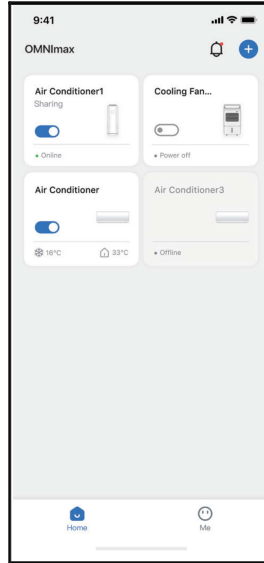 9:41
OMNImax
Air Conditioner1
Sharing
• Online
Cooling Fan...
• Power off
Air Conditioner
16°C
33°C
Air Conditioner3
• Offline
Home
Me